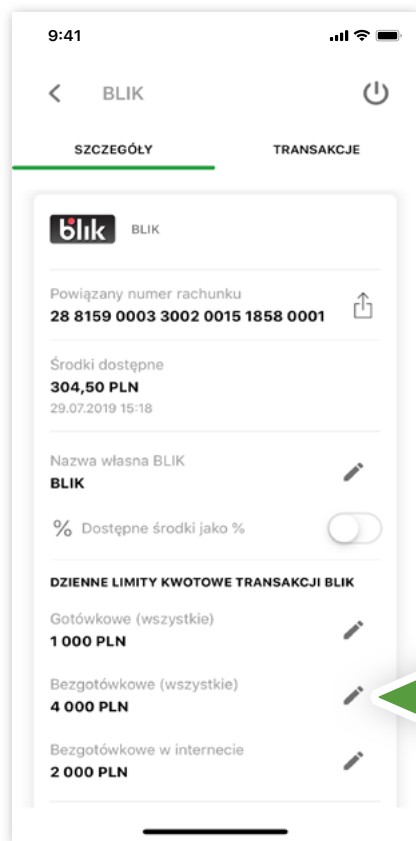 9:41
BLIK
SZCZEGÓŁY TRANSAKCJE
blik BLIK
Powiązany numer rachunku
28 8159 0003 3002 0015 1858 0001
Środki dostępne
304,50 PLN
29.07.2019 15:18
Nazwa własna BLIK
BLIK
% Dostępne środki jako %
DZIENNE LIMITY KWOTOWE TRANSAKCJI BLIK
Gotówkowe (wszystkie)
1 000 PLN
Bezgotówkowe (wszystkie)
4 000 PLN
Bezgotówkowe w internecie
2 000 PLN